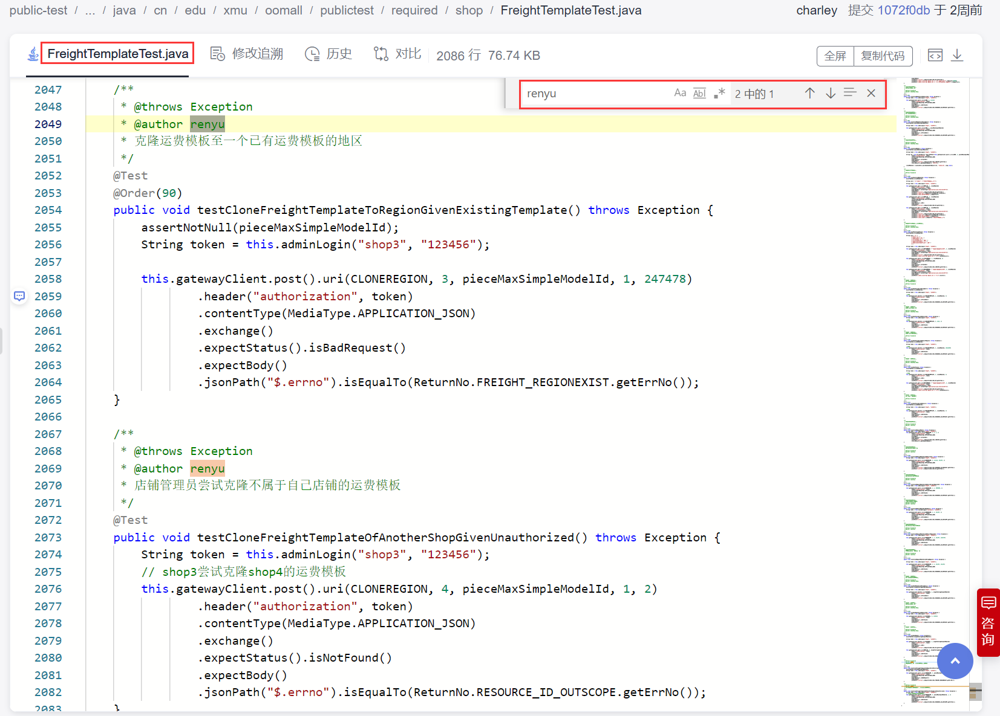 public-test / ... / java / cn / edu / xmu / oomall / publictest / required / shop / FreightTemplateTest.java
charley 提交 1072f0db 于 2周前
FreightTemplateTest.java 修改追溯 历史 对比 2086 行 76.74 KB
全屏 复制代码
renyu Aa Abl .* 2 中的 1
2047 /**
2048 * @throws Exception
2049 * @author renyu
2050 * 克隆运费模板至一个已有运费模板的地区
2051 */
2052 @Test
2053 @Order(90)
2054 public void testCloneFreightTemplateToRegionGivenExistingTemplate() throws Exception {
2055 assertNotNull(pieceMaxSimpleModelId);
2056 String token = this.adminLogin("shop3", "123456");
2057
2058 this.gatewayClient.post().uri(CLONEREGION, 3, pieceMaxSimpleModelId, 1, 247478)
2059 .header("authorization", token)
2060 .contentType(MediaType.APPLICATION_JSON)
2061 .exchange()
2062 .expectStatus().isBadRequest()
2063 .expectBody()
2064 .jsonPath("$.errno").isEqualTo(ReturnNo.FREIGHT_REGIONEXIST.getErrNo());
2065 }
2066
2067 /**
2068 * @throws Exception
2069 * @author renyu
2070 * 店铺管理员尝试克隆不属于自己店铺的运费模板
2071 */
2072 @Test
2073 public void testCloneFreightTemplateOfAnotherShopGivenUnauthorized() throws Exception {
2074 String token = this.adminLogin("shop3", "123456");
2075 // shop3尝试克隆shop4的运费模板
2076 this.gatewayClient.post().uri(CLONEREGION, 4, pieceMaxSimpleModelId, 1, 2)
2077 .header("authorization", token)
2078 .contentType(MediaType.APPLICATION_JSON)
2079 .exchange()
2080 .expectStatus().isNotFound()
2081 .expectBody()
2082 .jsonPath("$.errno").isEqualTo(ReturnNo.RESOURCE_ID_OUTSCOPE.getErrNo());
2083 }
咨询